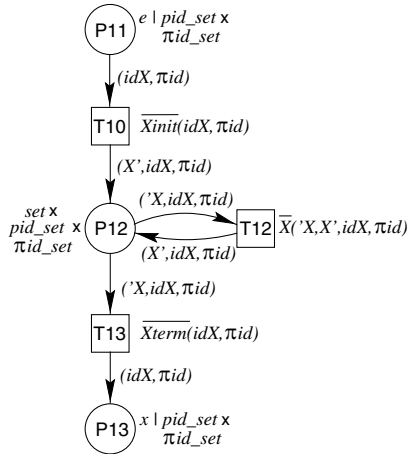 P11 e | pid_set x
πid_set
(idX,πid)
T10 Xinit(idX,πid)
(X',idX,πid)
set x
pid_set x
πid_set
P12
('X,idX,πid)
(X',idX,πid)
T12 X('X,X',idX,πid)
('X,idX,πid)
T13 Xterm(idX,πid)
(idX,πid)
P13 x | pid_set x
πid_set